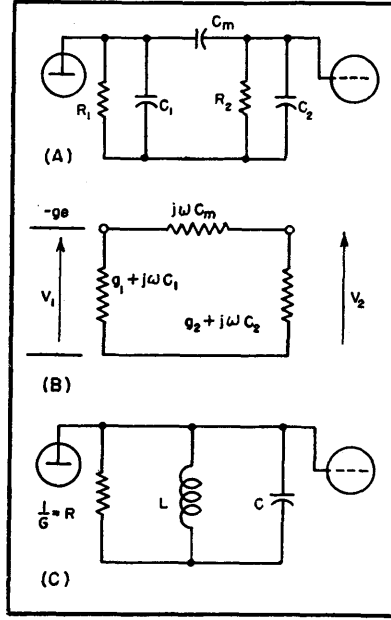 Cm
R1
C1
R2
C2
(A)
-ge
jωCm
V1
g1+jωC1
g2+jωC2
V2
(B)
1/G = R
L
C
(C)